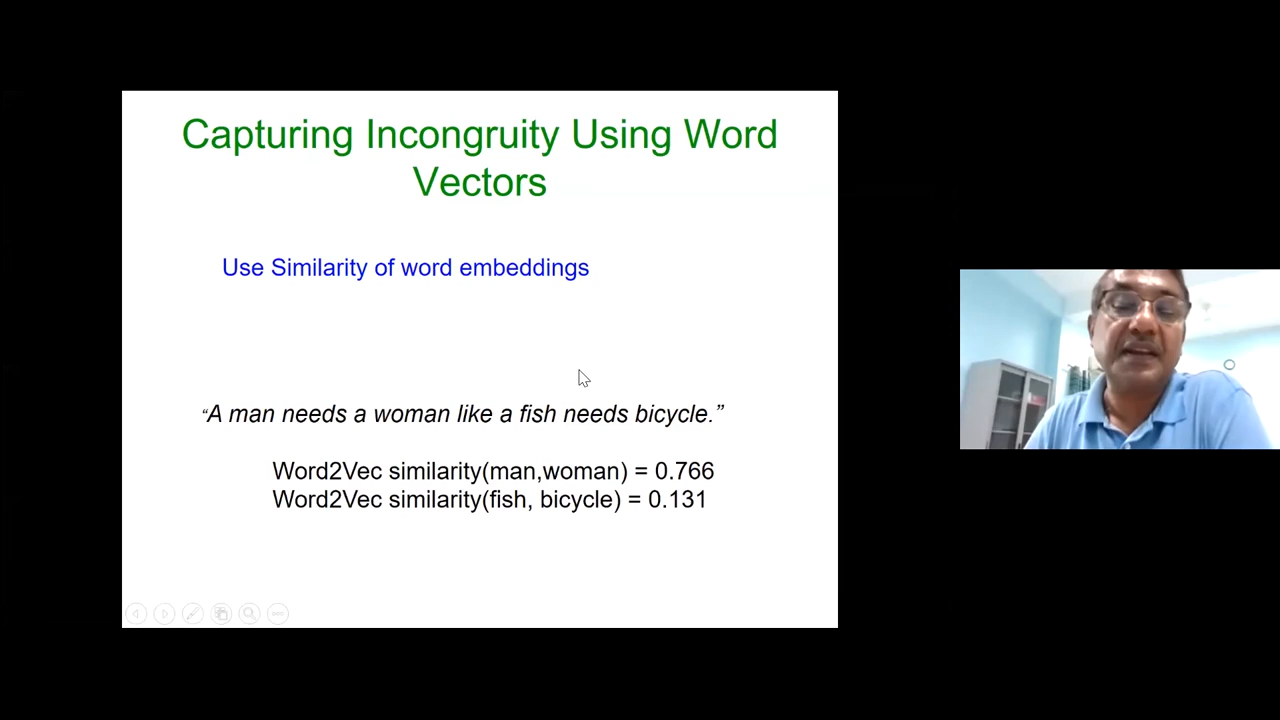 Capturing Incongruity Using Word
Vectors
Use Similarity of word embeddings
“A man needs a woman like a fish needs bicycle.”
Word2Vec similarity(man,woman) = 0.766
Word2Vec similarity(fish, bicycle) = 0.131